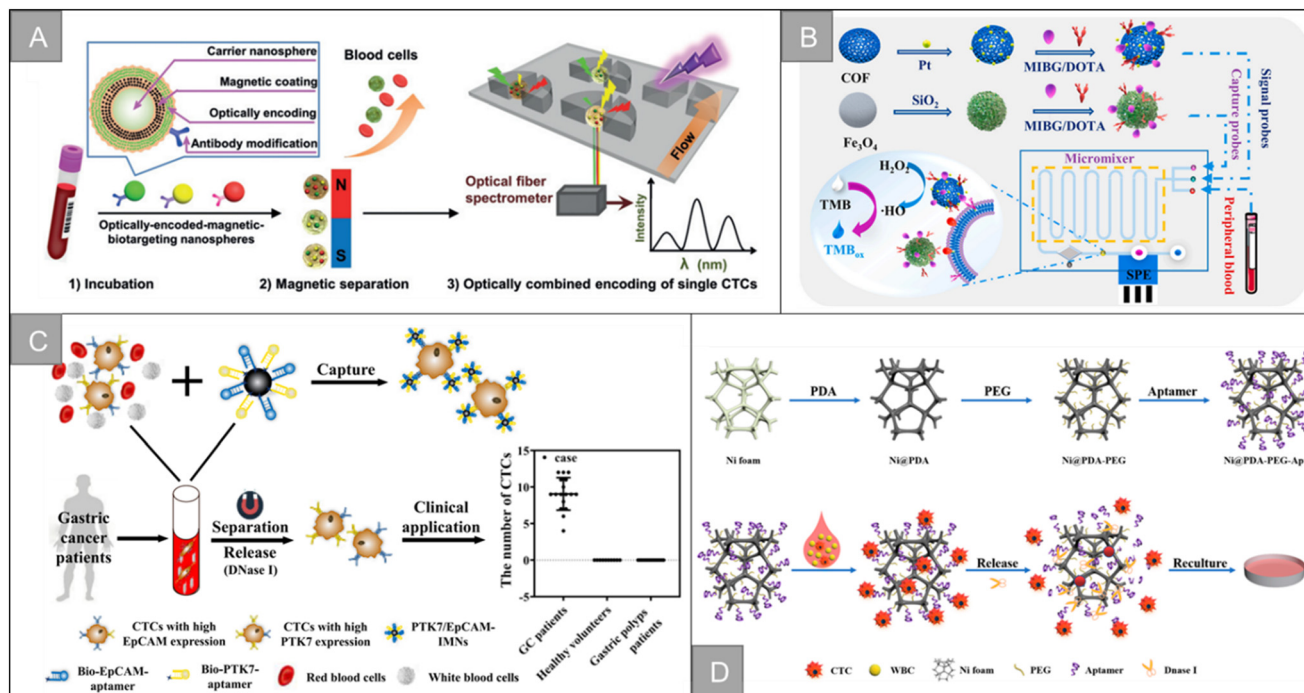 A
Carrier nanosphere
Magnetic coating
Optically encoding
Antibody modification
Blood cells
Optically-encoded-magnetic-
biotargeting nanospheres
N
S
Optical fiber
spectrometer
Flow
Intensity
λ (nm)
1) Incubation
2) Magnetic separation
3) Optically combined encoding of single CTCs
B
COF
Pt
MIBG/DOTA
Fe3O4
SiO2
MIBG/DOTA
Capture probes
Signal probes
Micromixer
H2O2
TMB
·HO
TMBox
SPE
Peripheral blood
C
Capture
Gastric
cancer
patients
Separation
Release
(DNase I)
Clinical
application
The number of CTCs
15
10
5
0
-5
case
GC patients
Healthy volunteers
Gastric polyps
patients
CTCs with high
EpCAM expression
CTCs with high
PTK7 expression
PTK7/EpCAM-
IMNs
Bio-EpCAM-
aptamer
Bio-PTK7-
aptamer
Red blood cells
White blood cells
PDA
PEG
Aptamer
Ni foam
Ni@PDA
Ni@PDA-PEG
Ni@PDA-PEG-Ap
Release
Reculture
D
CTC
WBC
Ni foam
PEG
Aptamer
Dnase I